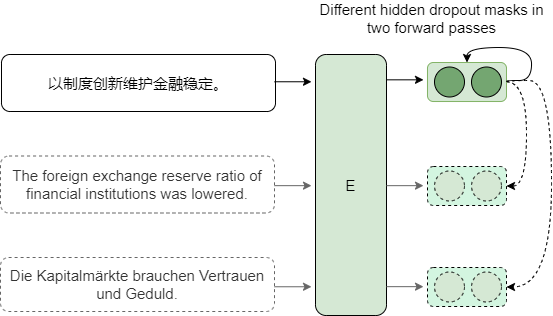 Different hidden dropout masks in
two forward passes
以制度创新维护金融稳定。
The foreign exchange reserve ratio of
financial institutions was lowered.
E
Die Kapitalmärkte brauchen Vertrauen
und Geduld.